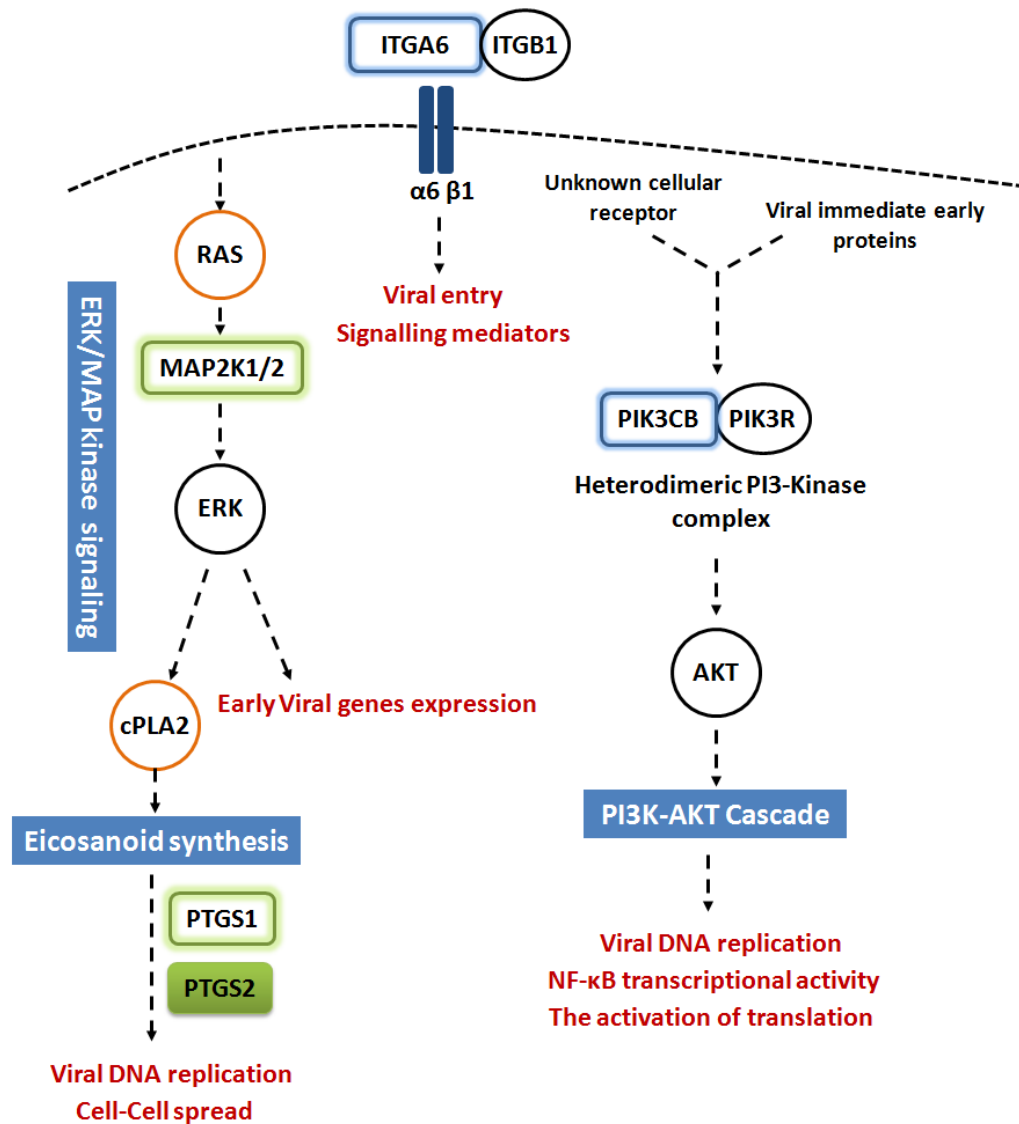 ITGA6
ITGB1
α6 β1
Unknown cellular
receptor
Viral immediate early
proteins
RAS
Viral entry
Signalling mediators
ERK/MAP kinase signaling
MAP2K1/2
PIK3CB
PIK3R
Heterodimeric PI3-Kinase
complex
ERK
AKT
cPLA2
Early Viral genes expression
Eicosanoid synthesis
PI3K-AKT Cascade
PTGS1
PTGS2
Viral DNA replication
NF-κB transcriptional activity
The activation of translation
Viral DNA replication
Cell-Cell spread